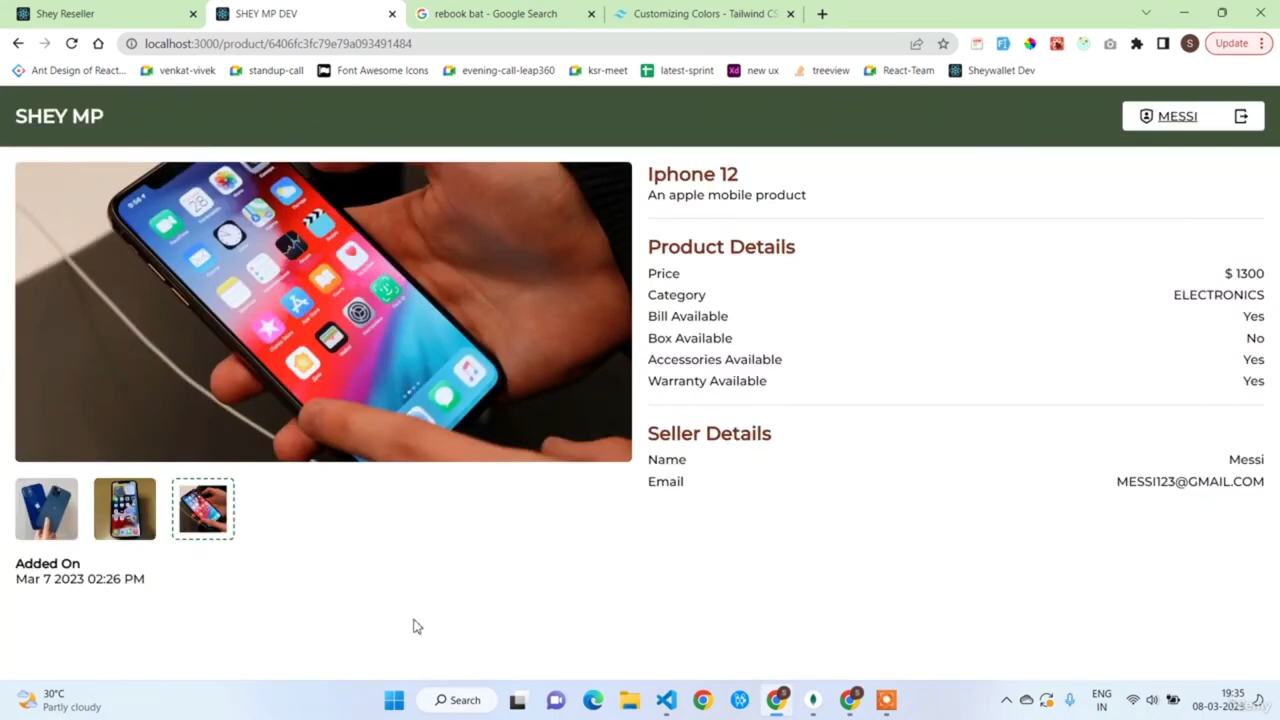 Shey Reseller
SHEY MP DEV
rebook bat - Google Search
Customizing Colors - Tailwind CS
localhost:3000/product/6406fc3fc79e79a093491484
S
Update
Ant Design of React...
venkat-vivek
standup-call
Font Awesome Icons
evening-call-leap360
ksr-meet
latest-sprint
new ux
treeview
React-Team
Sheywallet Dev
SHEY MP
MESSI
Iphone 12
An apple mobile product
Product Details
Price $ 1300
Category ELECTRONICS
Bill Available Yes
Box Available No
Accessories Available Yes
Warranty Available Yes
Seller Details
Name Messi
Email MESSI123@GMAIL.COM
Added On
Mar 7 2023 02:26 PM
30°C
Partly cloudy
Search
ENG
IN
19:35
08-03-2023